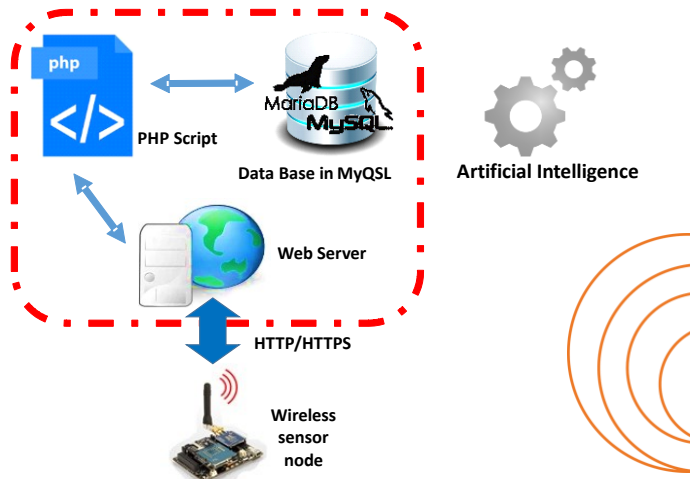 php
</>
PHP Script
MariaDB
MySQL
Data Base in MyQSL
Artificial Intelligence
Web Server
HTTP/HTTPS
Wireless
sensor
node